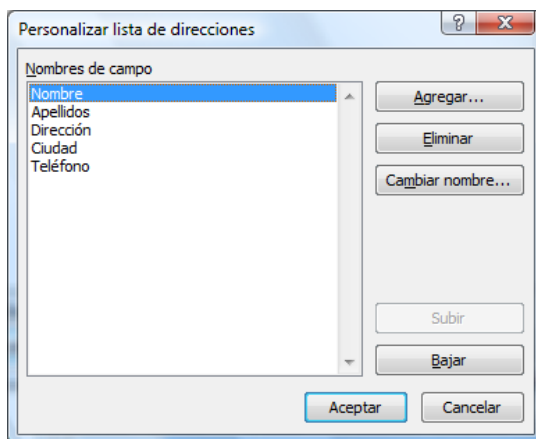 Personalizar lista de direcciones
Nombres de campo
Nombre
Apellidos
Dirección
Ciudad
Teléfono
Agregar...
Eliminar
Cambiar nombre...
Subir
Bajar
Aceptar
Cancelar